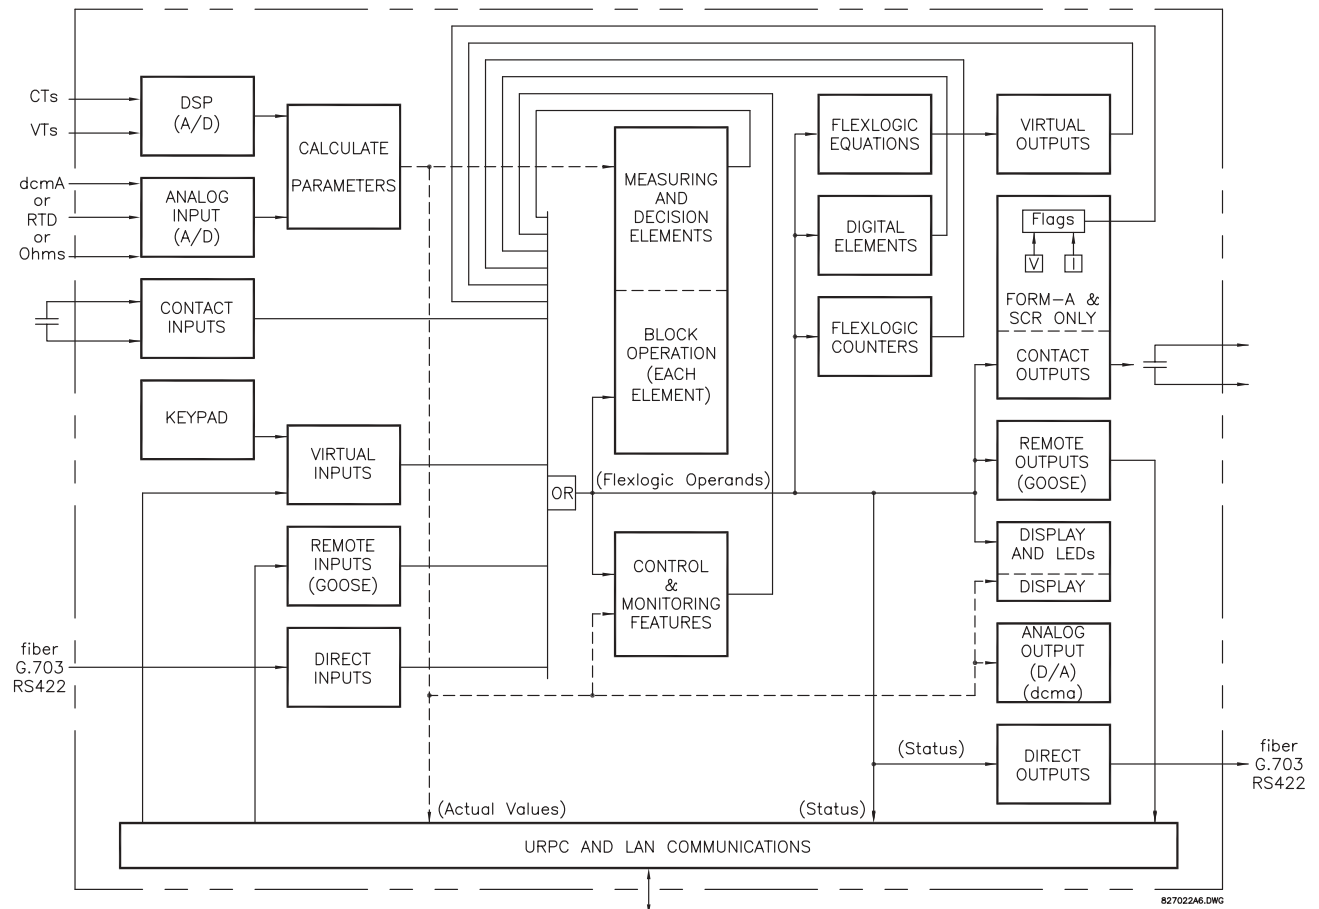 CTs
VTs
dcmA
or
RTD
or
Ohms
DSP
(A/D)
CALCULATE
PARAMETERS
ANALOG
INPUT
(A/D)
CONTACT
INPUTS
KEYPAD
VIRTUAL
INPUTS
REMOTE
INPUTS
(GOOSE)
fiber
G.703
RS422
DIRECT
INPUTS
MEASURING
AND
DECISION
ELEMENTS
BLOCK
OPERATION
(EACH
ELEMENT)
OR
(Flexlogic Operands)
CONTROL
&
MONITORING
FEATURES
FLEXLOGIC
EQUATIONS
DIGITAL
ELEMENTS
FLEXLOGIC
COUNTERS
VIRTUAL
OUTPUTS
Flags
V
I
FORM-A &
SCR ONLY
CONTACT
OUTPUTS
REMOTE
OUTPUTS
(GOOSE)
DISPLAY
AND LEDs
DISPLAY
ANALOG
OUTPUT
(D/A)
(dcma)
(Status)
DIRECT
OUTPUTS
fiber
G.703
RS422
(Actual Values)
(Status)
URPC AND LAN COMMUNICATIONS
827022A6.DWG